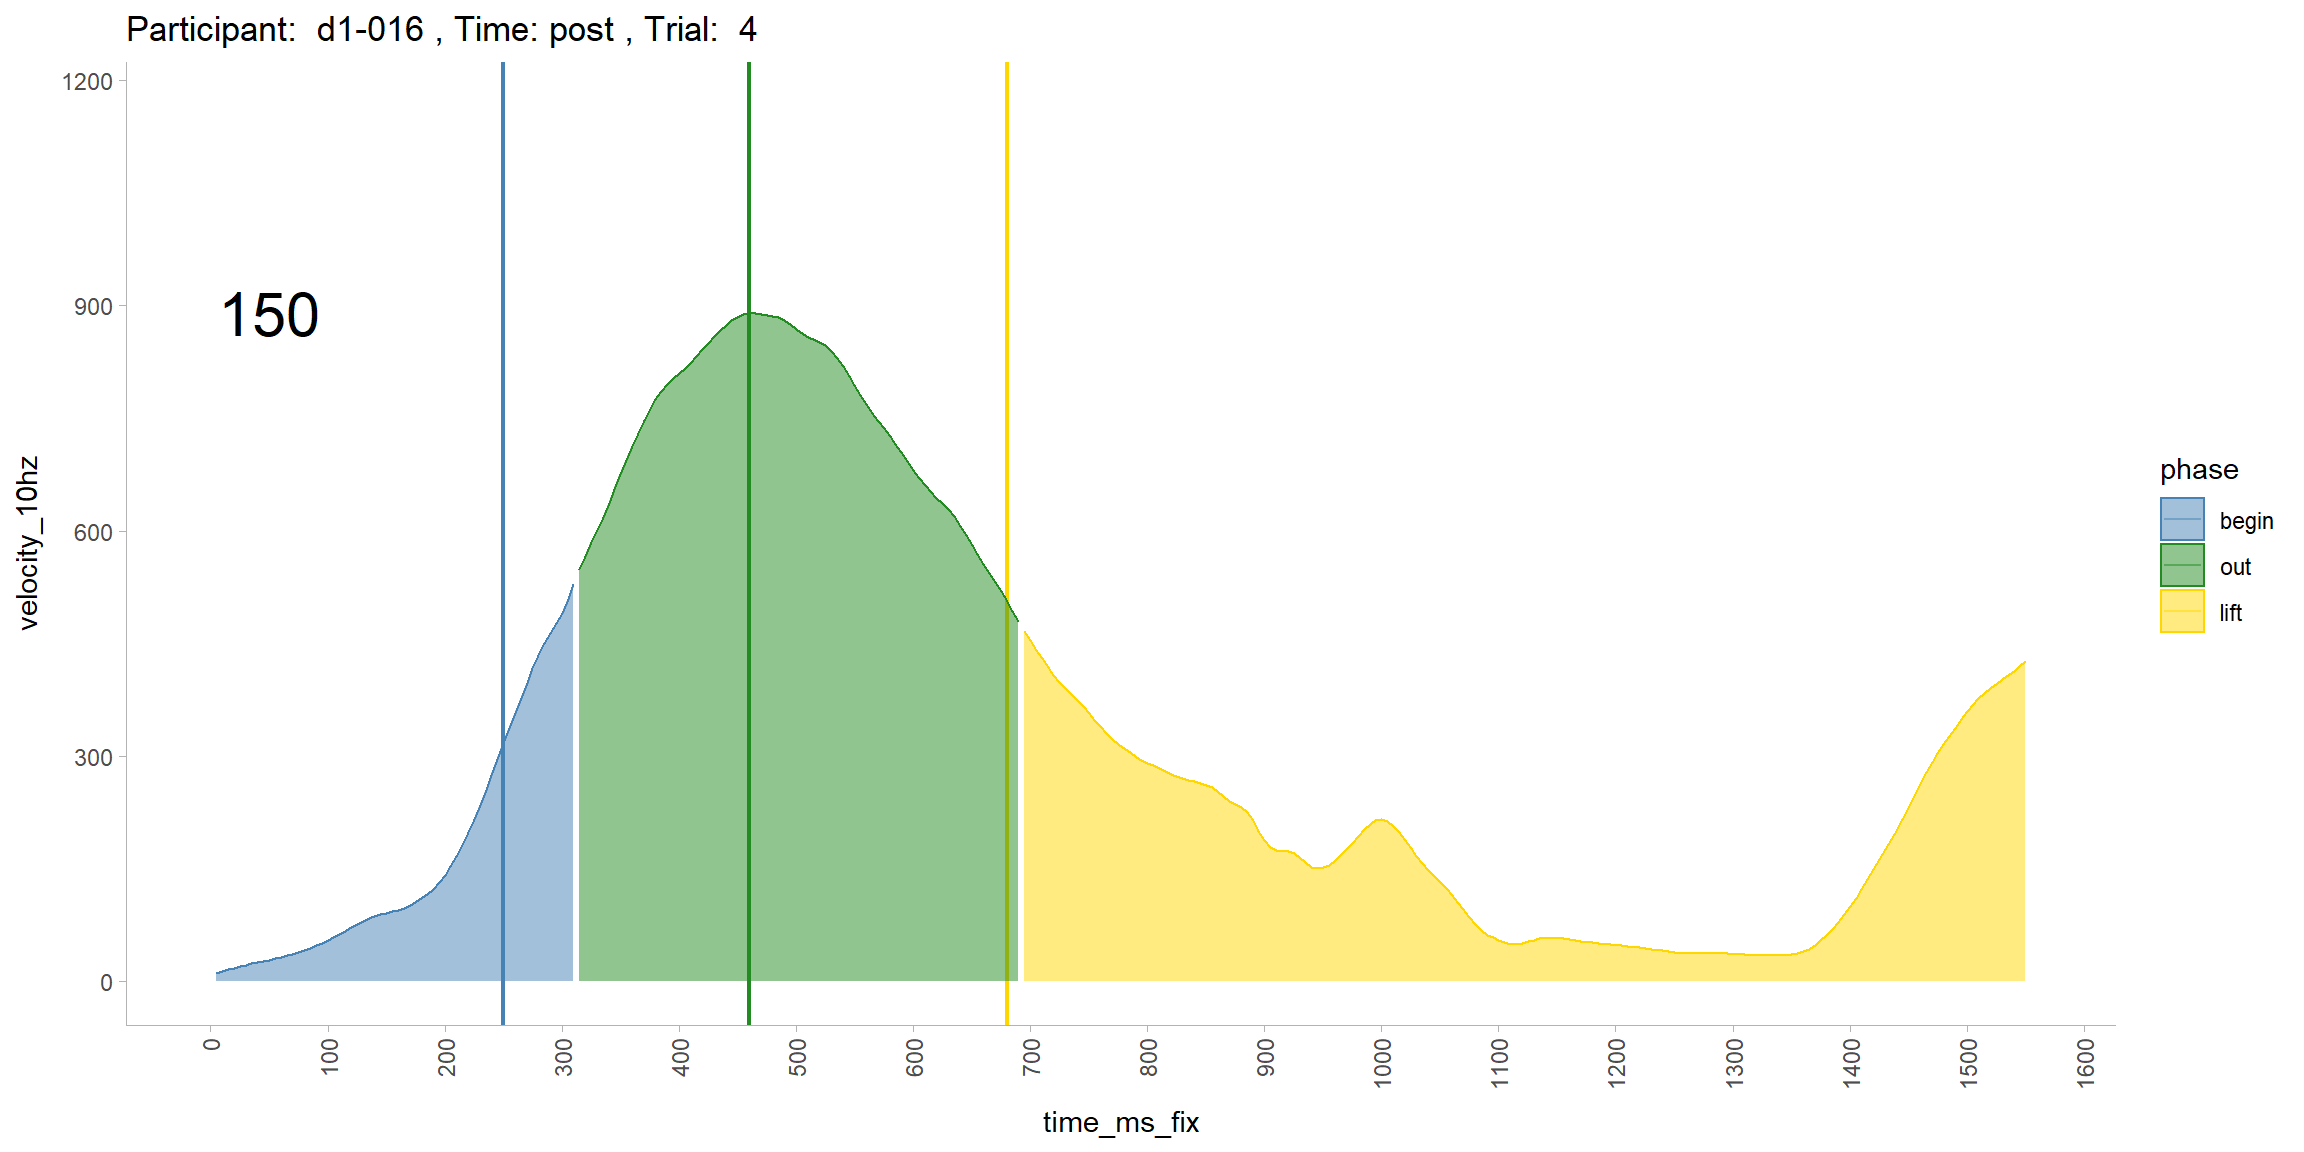 Participant:  d1-016 , Time: post , Trial:  4
1200
900
600
300
0
150
velocity_10hz
0 100 200 300 400 500 600 700 800 900 1000 1100 1200 1300 1400 1500 1600
time_ms_fix
phase
begin
out
lift